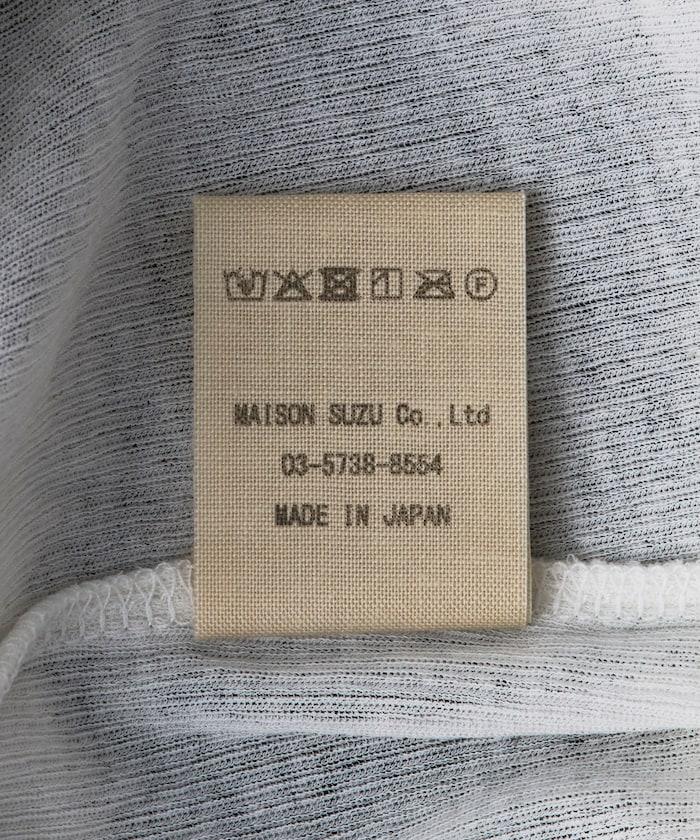 F
MAISON SUZU Co.,Ltd
03-5738-8554
MADE IN JAPAN